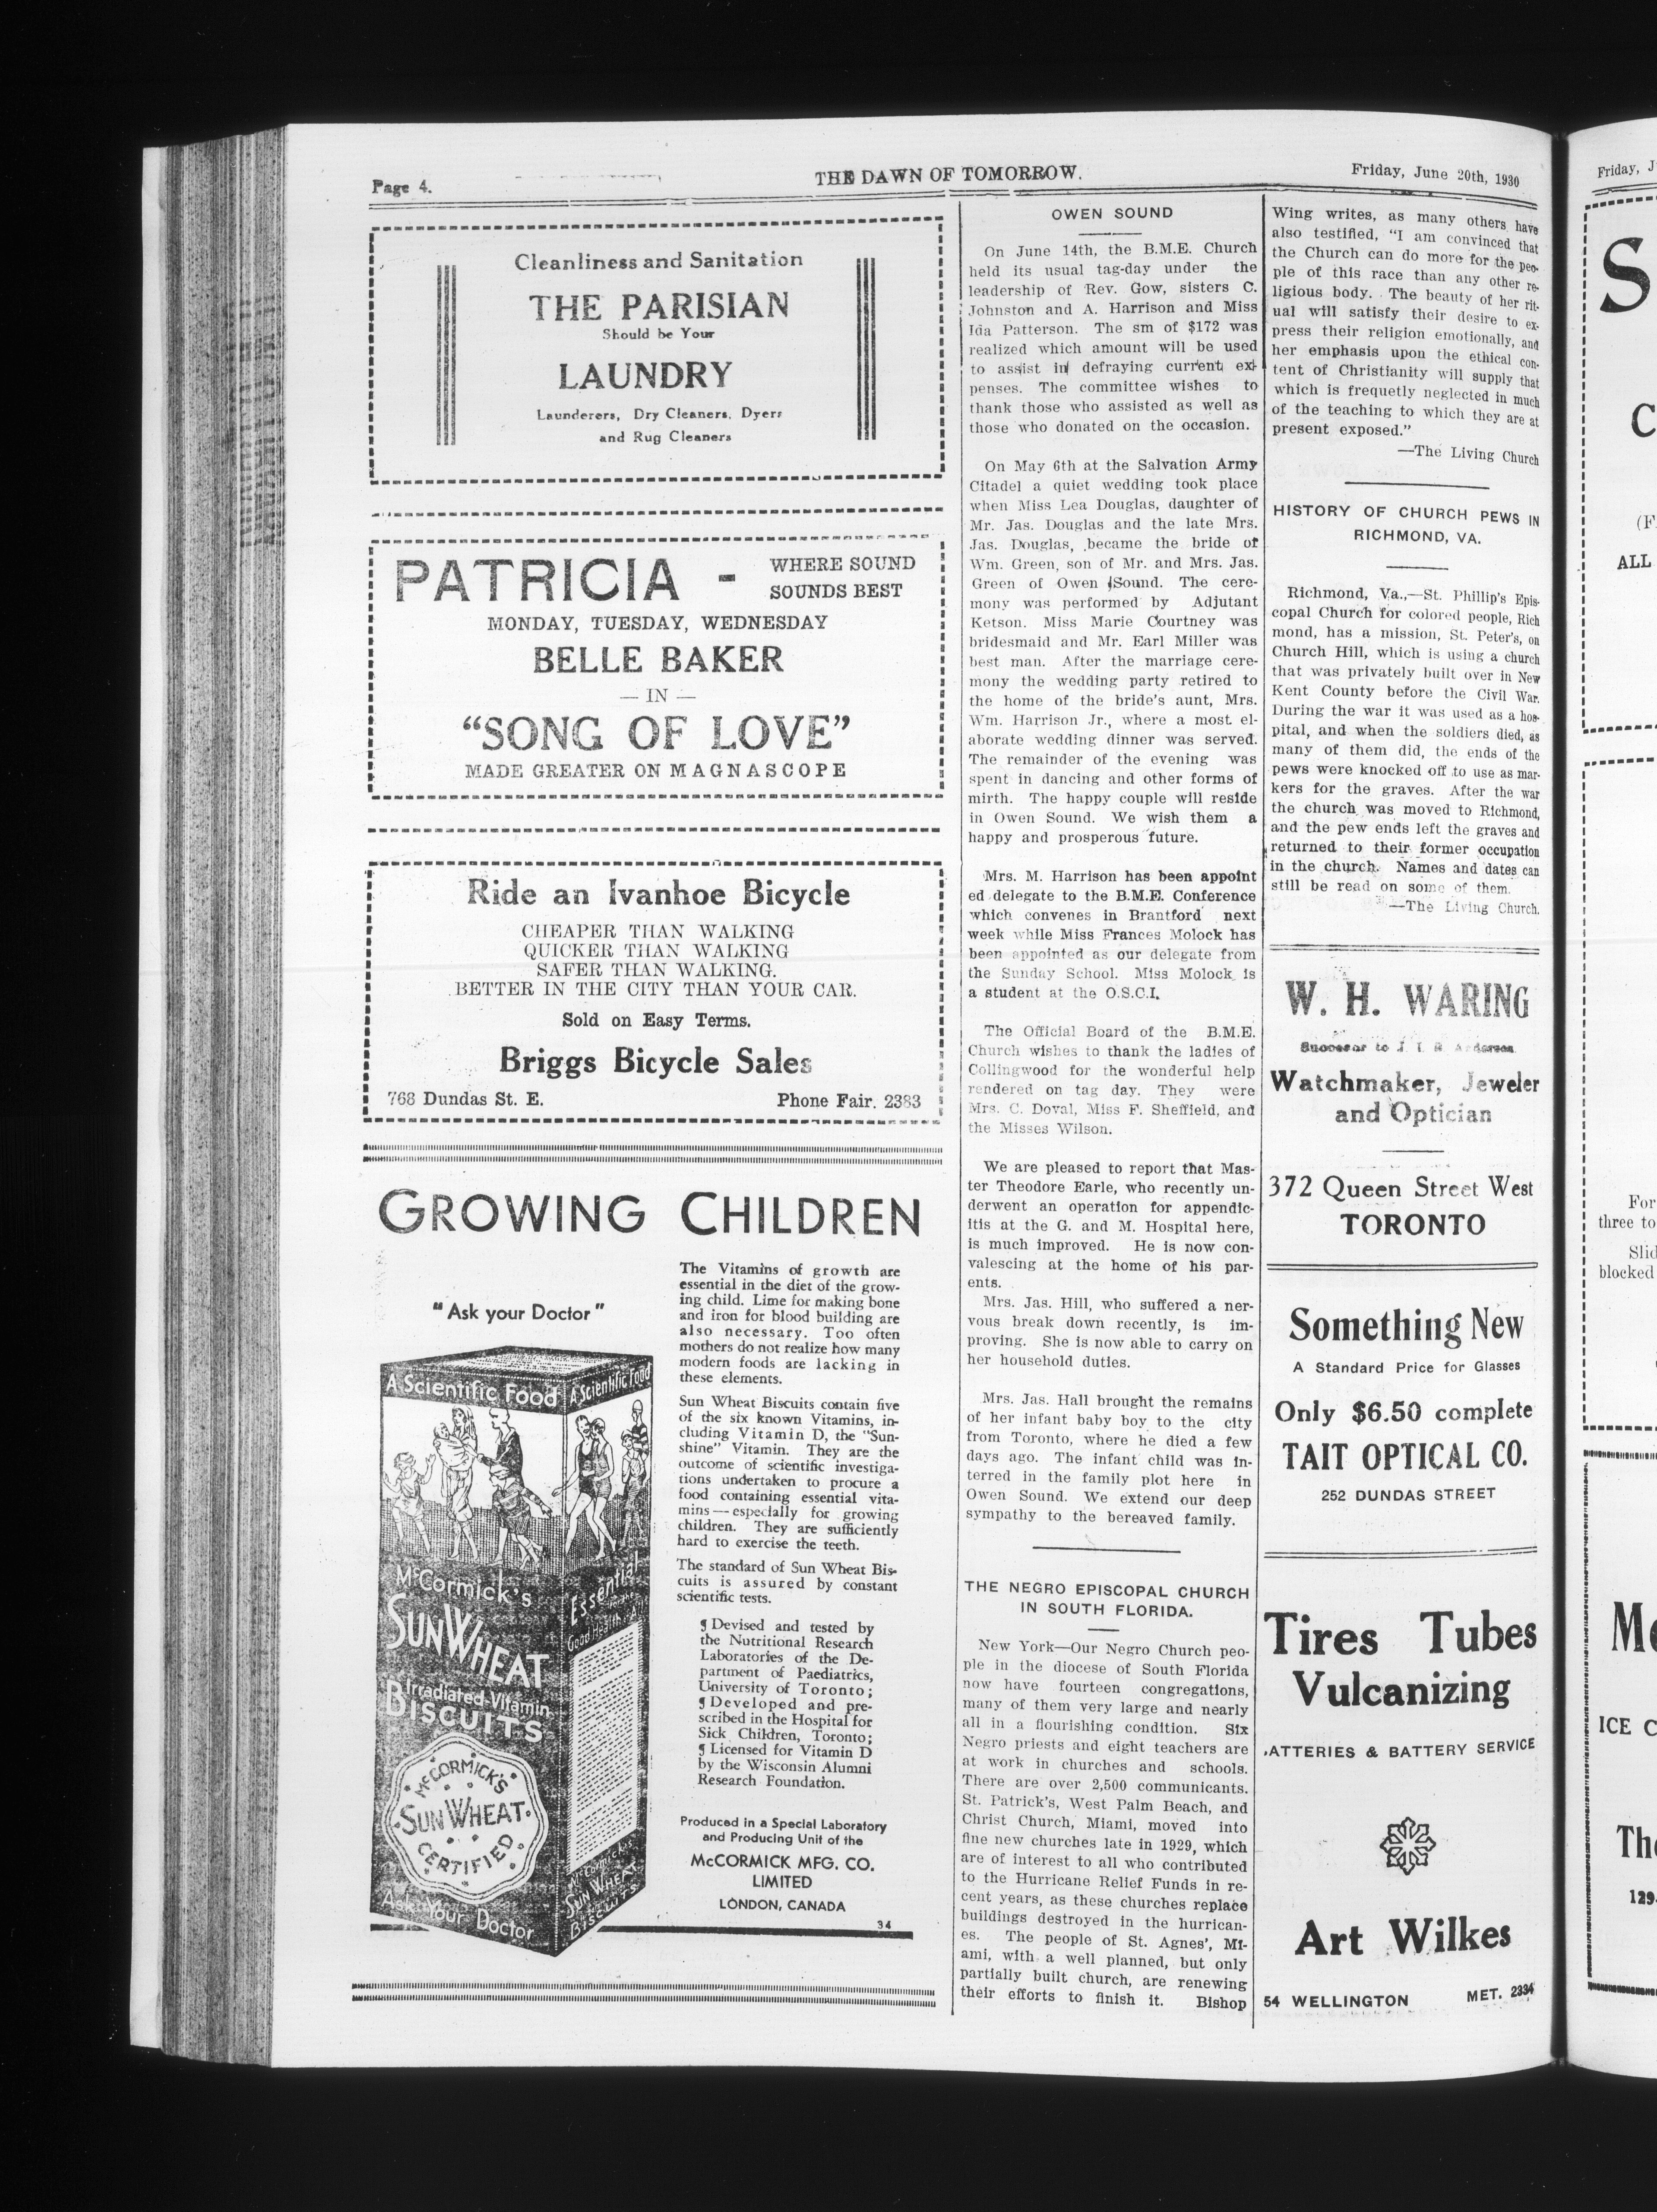 Page 4.
THE DAWN OF TOMORROW.
Friday, June 20th, 1930
Cleanliness and Sanitation
THE PARISIAN
Should be Your
LAUNDRY
Launderers, Dry Cleaners, Dyers
and Rug Cleaners
PATRICIA -
WHERE SOUND
SOUNDS BEST
MONDAY, TUESDAY, WEDNESDAY
BELLE BAKER
— IN —
“SONG OF LOVE”
MADE GREATER ON MAGNASCOPE
Ride an Ivanhoe Bicycle
CHEAPER THAN WALKING
QUICKER THAN WALKING
SAFER THAN WALKING.
BETTER IN THE CITY THAN YOUR CAR.
Sold on Easy Terms.
Briggs Bicycle Sales
768 Dundas St. E.
Phone Fair. 2383
GROWING CHILDREN
"Ask your Doctor"
A Scientific Food
A Scientific Food
McCormick's
SUNWHEAT
Irradiated-Vitamin
BISCUITS
McCORMICK'S
SUN WHEAT
CERTIFIED
Ask Your Doctor
Essential
Good Health
McCormick's
SUN WHEAT
BISCUITS
The Vitamins of growth are
essential in the diet of the grow-
ing child. Lime for making bone
and iron for blood building are
also necessary. Too often
mothers do not realize how many
modern foods are lacking in
these elements.
Sun Wheat Biscuits contain five
of the six known Vitamins, in-
cluding Vitamin D, the "Sun-
shine" Vitamin. They are the
outcome of scientific investiga-
tions undertaken to procure a
food containing essential vita-
mins — especially for growing
children. They are sufficiently
hard to exercise the teeth.
The standard of Sun Wheat Bis-
cuits is assured by constant
scientific tests.
¶ Devised and tested by
the Nutritional Research
Laboratories of the De-
partment of Paediatrics,
University of Toronto;
¶ Developed and pre-
scribed in the Hospital for
Sick Children, Toronto;
¶ Licensed for Vitamin D
by the Wisconsin Alumni
Research Foundation.
Produced in a Special Laboratory
and Producing Unit of the
McCORMICK MFG. CO.
LIMITED
LONDON, CANADA
34
OWEN SOUND
On June 14th, the B.M.E. Church
held its usual tag-day under the
leadership of Rev. Gow, sisters C.
Johnston and A. Harrison and Miss
Ida Patterson. The sm of $172 was
realized which amount will be used
to assist in defraying current ex-
penses. The committee wishes to
thank those who assisted as well as
those who donated on the occasion.
On May 6th at the Salvation Army
Citadel a quiet wedding took place
when Miss Lea Douglas, daughter of
Mr. Jas. Douglas and the late Mrs.
Jas. Douglas, became the bride of
Wm. Green, son of Mr. and Mrs. Jas.
Green of Owen Sound. The cere-
mony was performed by Adjutant
Ketson. Miss Marie Courtney was
bridesmaid and Mr. Earl Miller was
best man. After the marriage cere-
mony the wedding party retired to
the home of the bride's aunt, Mrs.
Wm. Harrison Jr., where a most el-
aborate wedding dinner was served.
The remainder of the evening was
spent in dancing and other forms of
mirth. The happy couple will reside
in Owen Sound. We wish them a
happy and prosperous future.
Mrs. M. Harrison has been appoint
ed delegate to the B.M.E. Conference
which convenes in Brantford next
week while Miss Frances Molock has
been appointed as our delegate from
the Sunday School. Miss Molock is
a student at the O.S.C.I.
The Official Board of the B.M.E.
Church wishes to thank the ladies of
Collingwood for the wonderful help
rendered on tag day. They were
Mrs. C. Doval, Miss F. Sheffield, and
the Misses Wilson.
We are pleased to report that Mas-
ter Theodore Earle, who recently un-
derwent an operation for appendic-
itis at the G. and M. Hospital here,
is much improved. He is now con-
valescing at the home of his par-
ents.
Mrs. Jas. Hill, who suffered a ner-
vous break down recently, is im-
proving. She is now able to carry on
her household duties.
Mrs. Jas. Hall brought the remains
of her infant baby boy to the city
from Toronto, where he died a few
days ago. The infant child was in-
terred in the family plot here in
Owen Sound. We extend our deep
sympathy to the bereaved family.
THE NEGRO EPISCOPAL CHURCH
IN SOUTH FLORIDA.
New York—Our Negro Church peo-
ple in the diocese of South Florida
now have fourteen congregations,
many of them very large and nearly
all in a flourishing condition. Six
Negro priests and eight teachers are
at work in churches and schools.
There are over 2,500 communicants.
St. Patrick's, West Palm Beach, and
Christ Church, Miami, moved into
fine new churches late in 1929, which
are of interest to all who contributed
to the Hurricane Relief Funds in re-
cent years, as these churches replace
buildings destroyed in the hurrican-
es. The people of St. Agnes', Mi-
ami, with a well planned, but only
partially built church, are renewing
their efforts to finish it. Bishop
Wing writes, as many others have
also testified, “I am convinced that
the Church can do more for the peo-
ple of this race than any other re-
ligious body. The beauty of her rit-
ual will satisfy their desire to ex-
press their religion emotionally, and
her emphasis upon the ethical con-
tent of Christianity will supply that
which is frequetly neglected in much
of the teaching to which they are at
present exposed.”
—The Living Church
HISTORY OF CHURCH PEWS IN
RICHMOND, VA.
Richmond, Va.,—St. Phillip's Epis-
copal Church for colored people, Rich
mond, has a mission, St. Peter's, on
Church Hill, which is using a church
that was privately built over in New
Kent County before the Civil War.
During the war it was used as a hos-
pital, and when the soldiers died, as
many of them did, the ends of the
pews were knocked off to use as mar-
kers for the graves. After the war
the church was moved to Richmond,
and the pew ends left the graves and
returned to their former occupation
in the church. Names and dates can
still be read on some of them.
—The Living Church.
W. H. WARING
Successor to J. T. Anderson
Watchmaker, Jeweler
and Optician
372 Queen Street West
TORONTO
Something New
A Standard Price for Glasses
Only $6.50 complete
TAIT OPTICAL CO.
252 DUNDAS STREET
Tires Tubes
Vulcanizing
ATTERIES & BATTERY SERVICE
Art Wilkes
54 WELLINGTON
MET. 2334
Friday, J
S
C
(F
ALL
For
three to
Slid
blocked
Mc
ICE C
The
129-